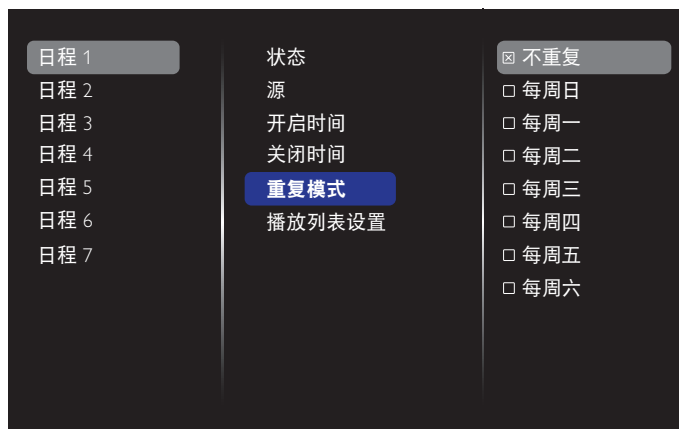 日程 1
日程 2
日程 3
日程 4
日程 5
日程 6
日程 7
状态
源
开启时间
关闭时间
重复模式
播放列表设置
不重复
每周日
每周一
每周二
每周三
每周四
每周五
每周六